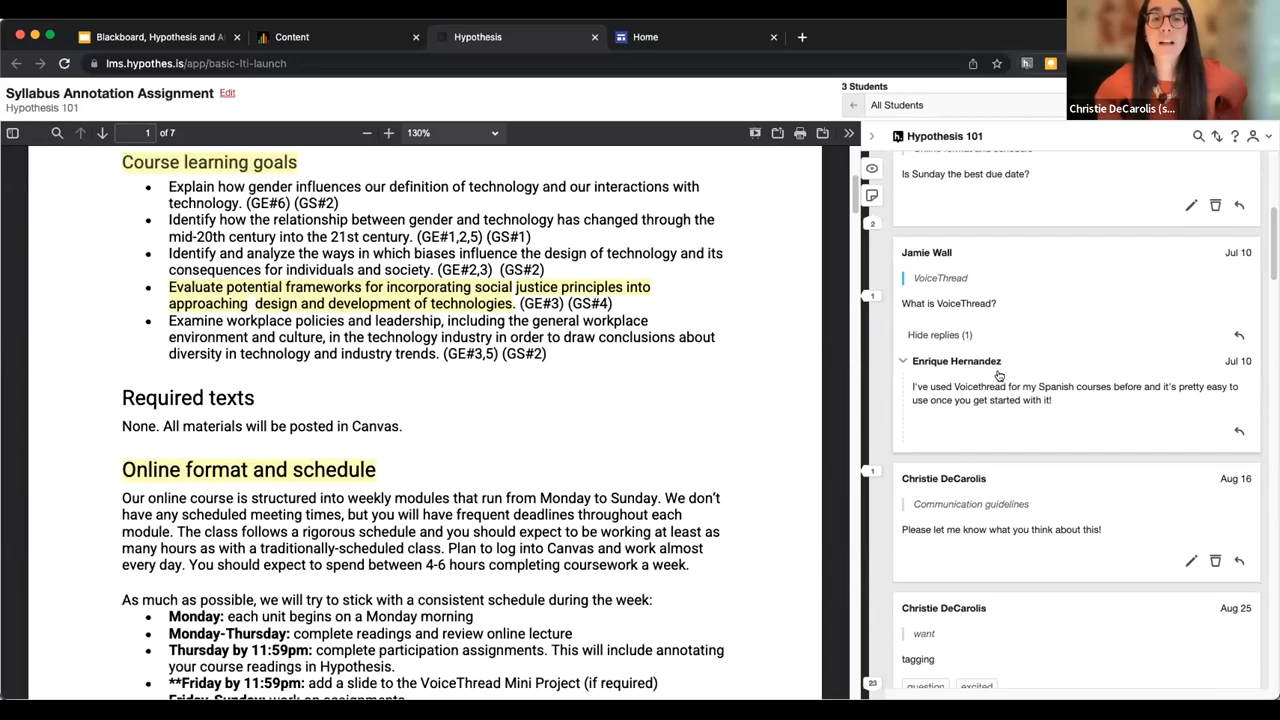 Blackboard, Hypothesis and A
Content
Hypothesis
Home
lms.hypothes.is/app/basic-lti-launch
Christie DeCarolis (s...
Syllabus Annotation Assignment Edit
Hypothesis 101
3 Students
All Students
1 of 7
130%
Hypothesis 101
Course learning goals
• Explain how gender influences our definition of technology and our interactions with
technology. (GE#6) (GS#2)
• Identify how the relationship between gender and technology has changed through the
mid-20th century into the 21st century. (GE#1,2,5) (GS#1)
• Identify and analyze the ways in which biases influence the design of technology and its
consequences for individuals and society. (GE#2,3) (GS#2)
• Evaluate potential frameworks for incorporating social justice principles into
approaching design and development of technologies. (GE#3) (GS#4)
• Examine workplace policies and leadership, including the general workplace
environment and culture, in the technology industry in order to draw conclusions about
diversity in technology and industry trends. (GE#3,5) (GS#2)
Required texts
None. All materials will be posted in Canvas.
Online format and schedule
Our online course is structured into weekly modules that run from Monday to Sunday. We don't
have any scheduled meeting times, but you will have frequent deadlines throughout each
module. The class follows a rigorous schedule and you should expect to be working at least as
many hours as with a traditionally-scheduled class. Plan to log into Canvas and work almost
every day. You should expect to spend between 4-6 hours completing coursework a week.
As much as possible, we will try to stick with a consistent schedule during the week:
• Monday: each unit begins on a Monday morning
• Monday-Thursday: complete readings and review online lecture
• Thursday by 11:59pm: complete participation assignments. This will include annotating
your course readings in Hypothesis.
• **Friday by 11:59pm: add a slide to the VoiceThread Mini Project (if required)
2
1
1
23
Is Sunday the best due date?
Jamie Wall Jul 10
VoiceThread
What is VoiceThread?
Hide replies (1)
Enrique Hernandez Jul 10
I've used Voicethread for my Spanish courses before and it's pretty easy to
use once you get started with it!
Christie DeCarolis Aug 16
Communication guidelines
Please let me know what you think about this!
Christie DeCarolis Aug 25
want
tagging
question excited